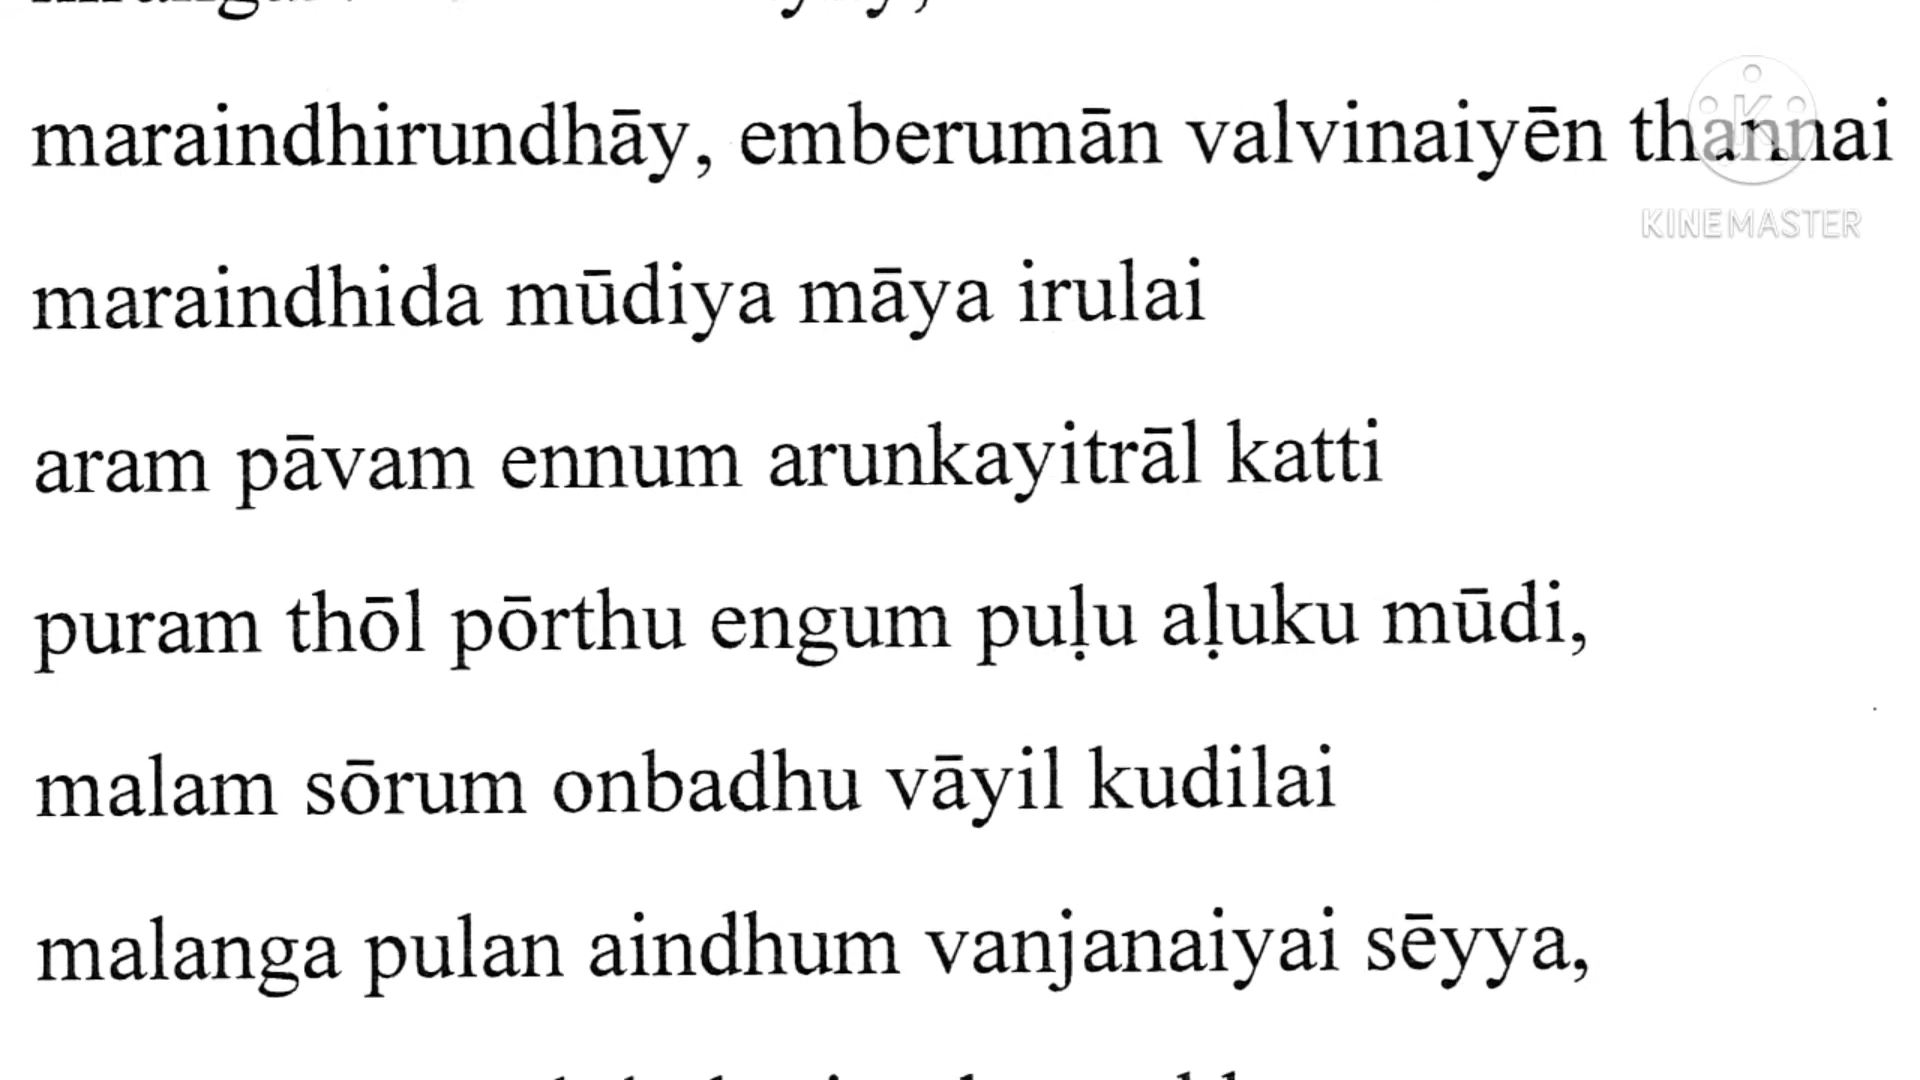 maraindhirundhāy, emberumān valvinaiyēn thannai
KINEMASTER
maraindhida mūdiya māya irulai
aram pāvam ennum arunkayitrāl katti
puram thōl pōrthu engum puḷu aḷuku mūdi,
malam sōrum onbadhu vāyil kudilai
malanga pulan aindhum vanjanaiyai sēyya,